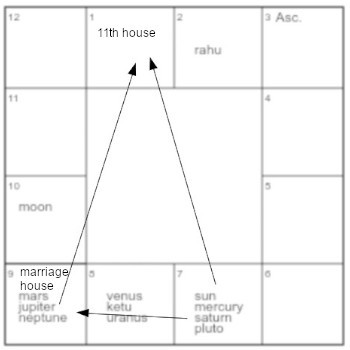 12
1
2
3 Asc.
11th house
rahu
11
4
10
5
moon
9
marriage
house
mars
jupiter
neptune
8
venus
ketu
uranus
7
sun
mercury
saturn
pluto
6